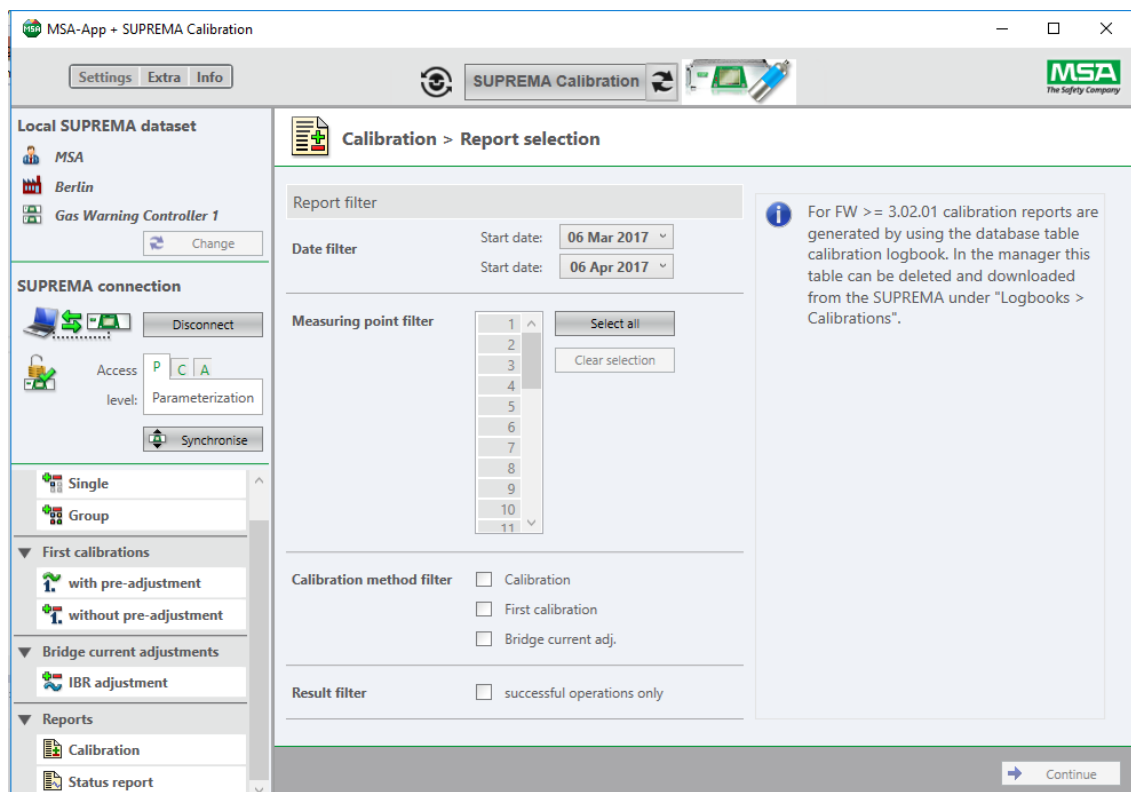 MSA-App + SUPREMA Calibration
Settings Extra Info
SUPREMA Calibration
MSA
The Safety Company
Local SUPREMA dataset
MSA
Berlin
Gas Warning Controller 1
Change
SUPREMA connection
Disconnect
Access level:
P C A
Parameterization
Synchronise
Single
Group
First calibrations
with pre-adjustment
without pre-adjustment
Bridge current adjustments
IBR adjustment
Reports
Calibration
Status report
Calibration > Report selection
Report filter
Date filter
Start date: 06 Mar 2017
Start date: 06 Apr 2017
Measuring point filter
1
2
3
4
5
6
7
8
9
10
11
Select all
Clear selection
Calibration method filter
Calibration
First calibration
Bridge current adj.
Result filter
successful operations only
For FW >= 3.02.01 calibration reports are
generated by using the database table
calibration logbook. In the manager this
table can be deleted and downloaded
from the SUPREMA under "Logbooks >
Calibrations".
Continue